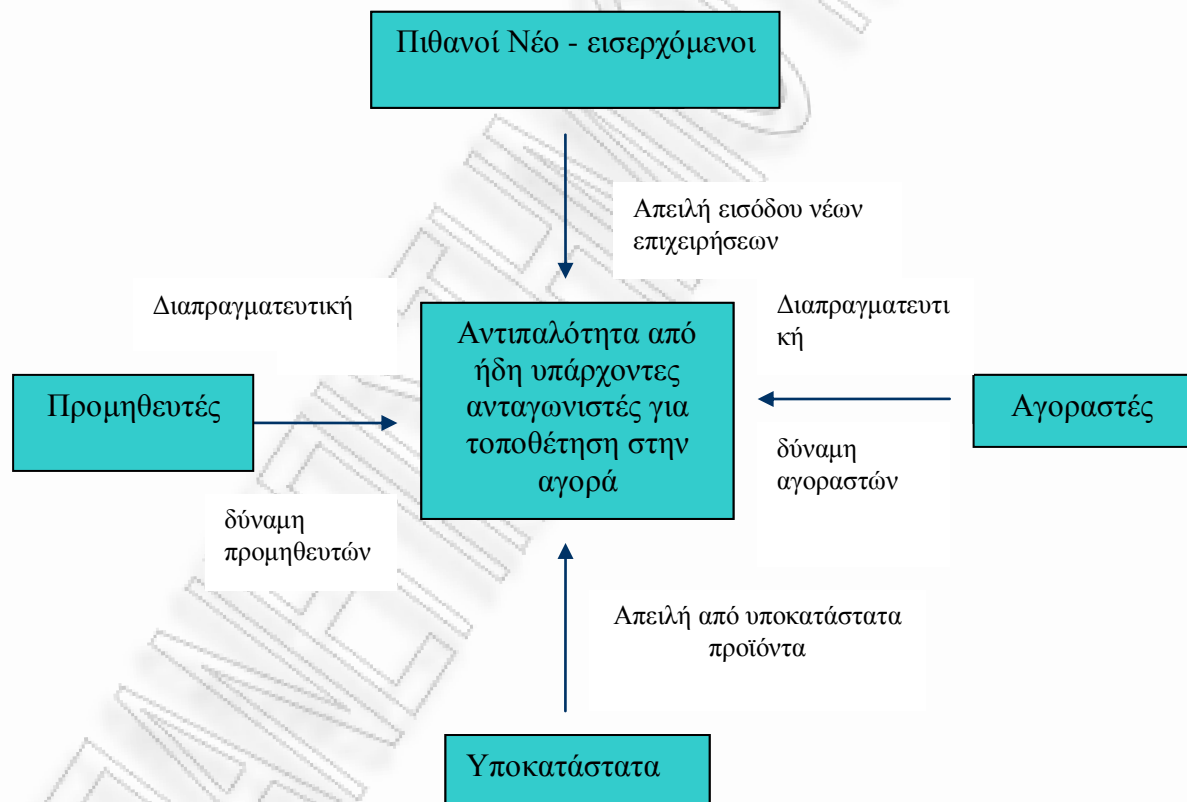 Πιθανοί Νέο - εισερχόμενοι
Απειλή εισόδου νέων
επιχειρήσεων
Διαπραγματευτική
Διαπραγματευτι
κή
Αντιπαλότητα από
ήδη υπάρχοντες
ανταγωνιστές για
τοποθέτηση στην
αγορά
Προμηθευτές
Αγοραστές
δύναμη
προμηθευτών
δύναμη
αγοραστών
Απειλή από υποκατάστατα
προϊόντα
Υποκατάστατα